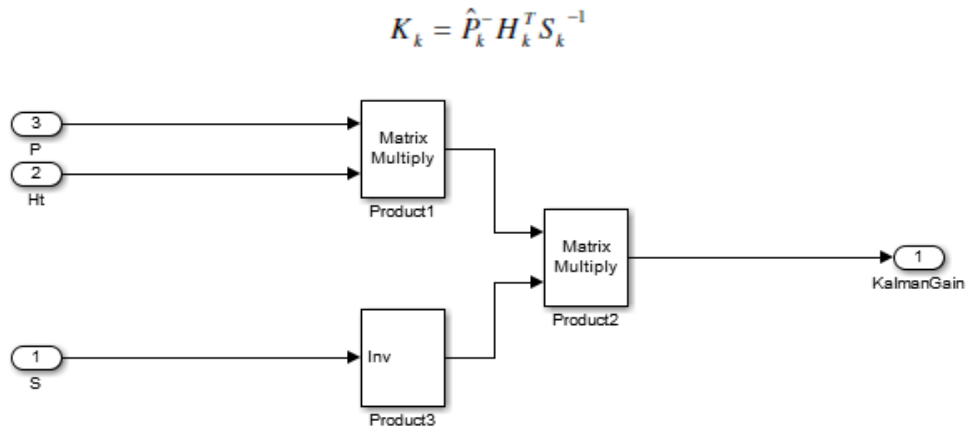 K_k = P̂_k^- H_k^T S_k^{-1}
3
P
2
Ht
Matrix
Multiply
Product1
Matrix
Multiply
Product2
1
KalmanGain
1
S
Inv
Product3